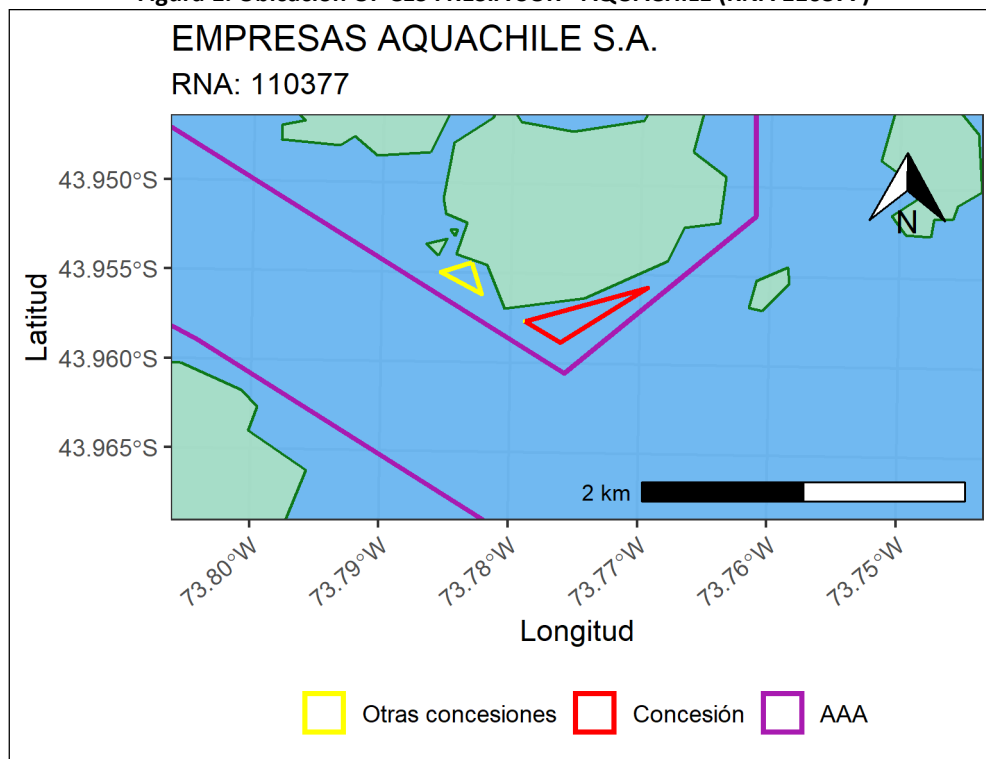 EMPRESAS AQUACHILE S.A.
RNA: 110377
43.950°S
43.955°S
43.960°S
43.965°S
Latitud
N
2 km
73.80°W
73.79°W
73.78°W
73.77°W
73.76°W
73.75°W
Longitud
Otras concesiones
Concesión
AAA